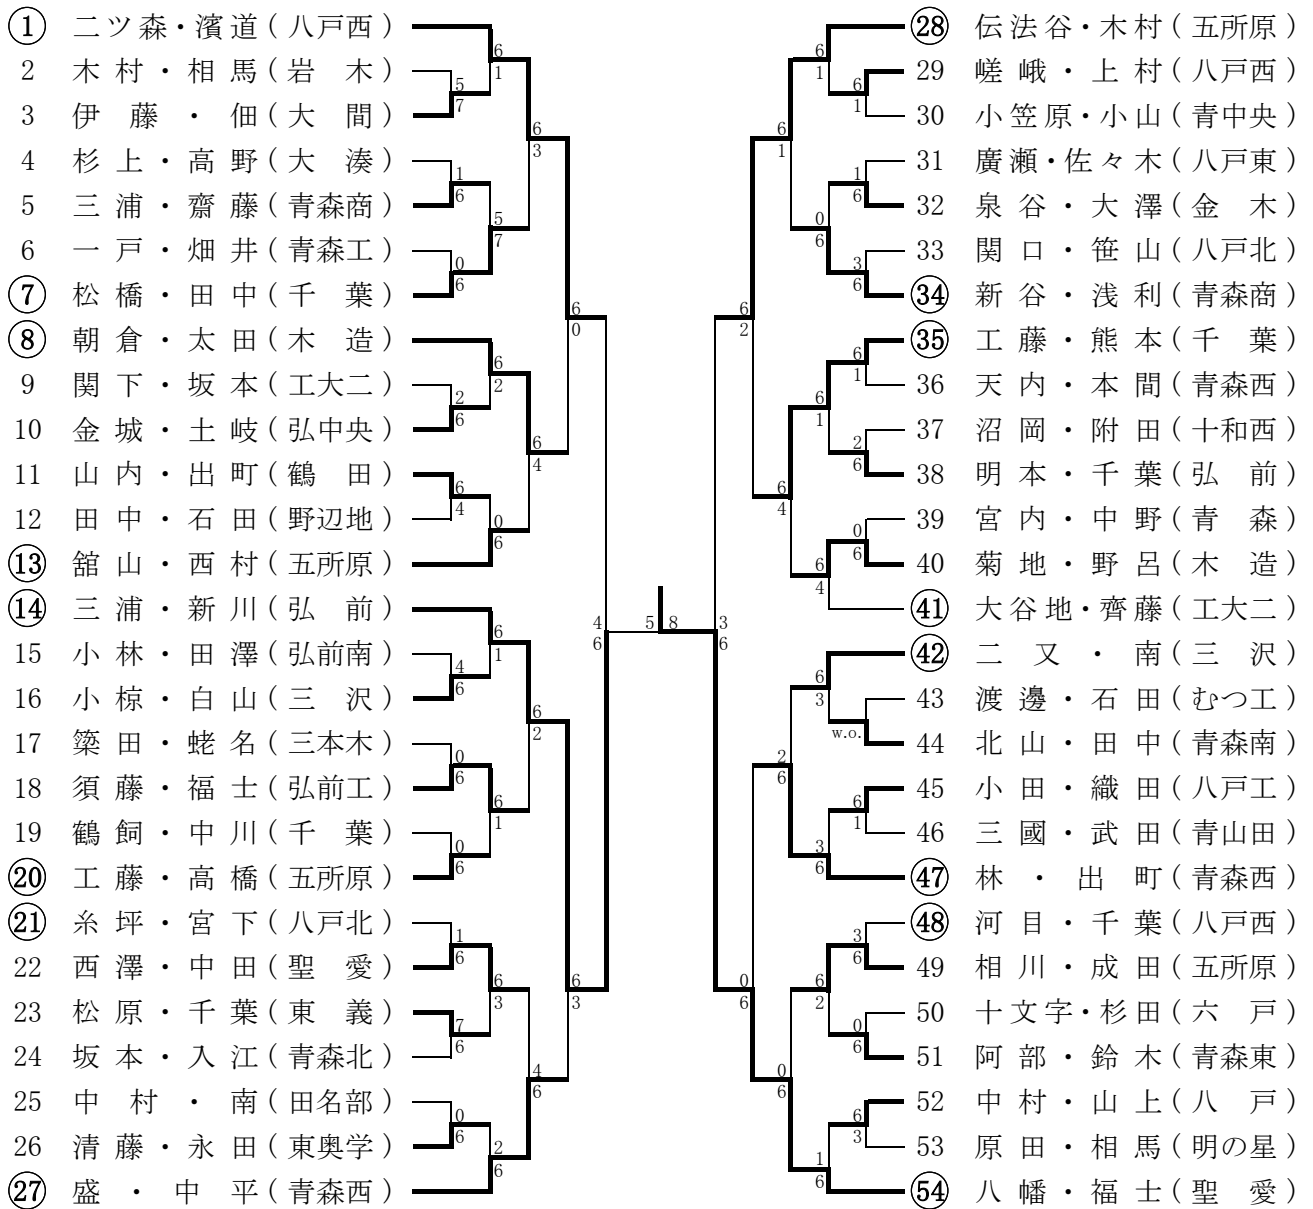 ① 二ツ森・濱道(八戸西)
2 木村・相馬(岩木)
3 伊藤・佃(大間)
4 杉上・高野(大湊)
5 三浦・齋藤(青森商)
6 一戸・畑井(青森工)
⑦ 松橋・田中(千葉)
⑧ 朝倉・太田(木造)
9 関下・坂本(工大二)
10 金城・土岐(弘中央)
11 山内・出町(鶴田)
12 田中・石田(野辺地)
⑬ 舘山・西村(五所原)
⑭ 三浦・新川(弘前)
15 小林・田澤(弘前南)
16 小椋・白山(三沢)
17 築田・蛯名(三本木)
18 須藤・福士(弘前工)
19 鶴飼・中川(千葉)
⑳ 工藤・高橋(五所原)
㉑ 糸坪・宮下(八戸北)
22 西澤・中田(聖愛)
23 松原・千葉(東義)
24 坂本・入江(青森北)
25 中村・南(田名部)
26 清藤・永田(東奥学)
㉗ 盛・中平(青森西)
6 1
5 7
6 3
1 6
5 7
0 6
6 0
6 2
2 6
6 4
6 4
0 6
4 6
6 1
4 6
6 2
0 6
6 1
0 6
6 3
1 6
6 3
7 6
4 6
0 6
2 6
5 8
㉘ 伝法谷・木村(五所原)
29 嵯峨・上村(八戸西)
30 小笠原・小山(青中央)
31 廣瀬・佐々木(八戸東)
32 泉谷・大澤(金木)
33 関口・笹山(八戸北)
㉞ 新谷・浅利(青森商)
㉟ 工藤・熊本(千葉)
36 天内・本間(青森西)
37 沼岡・附田(十和西)
38 明本・千葉(弘前)
39 宮内・中野(青森)
40 菊地・野呂(木造)
㊶ 大谷地・齊藤(工大二)
㊷ 二又・南(三沢)
43 渡邊・石田(むつ工)
44 北山・田中(青森南)
45 小田・織田(八戸工)
46 三國・武田(青山田)
㊼ 林・出町(青森西)
㊽ 河目・千葉(八戸西)
49 相川・成田(五所原)
50 十文字・杉田(六戸)
51 阿部・鈴木(青森東)
52 中村・山上(八戸)
53 原田・相馬(明の星)
54 八幡・福士(聖愛)
6 1
6 1
6 1
1 6
0 6
3 6
6 2
6 1
6 1
2 6
6 4
0 6
6 4
3 6
6 3
w.o.
2 6
6 1
3 6
0 6
3 6
6 2
0 6
0 6
6 3
1 6